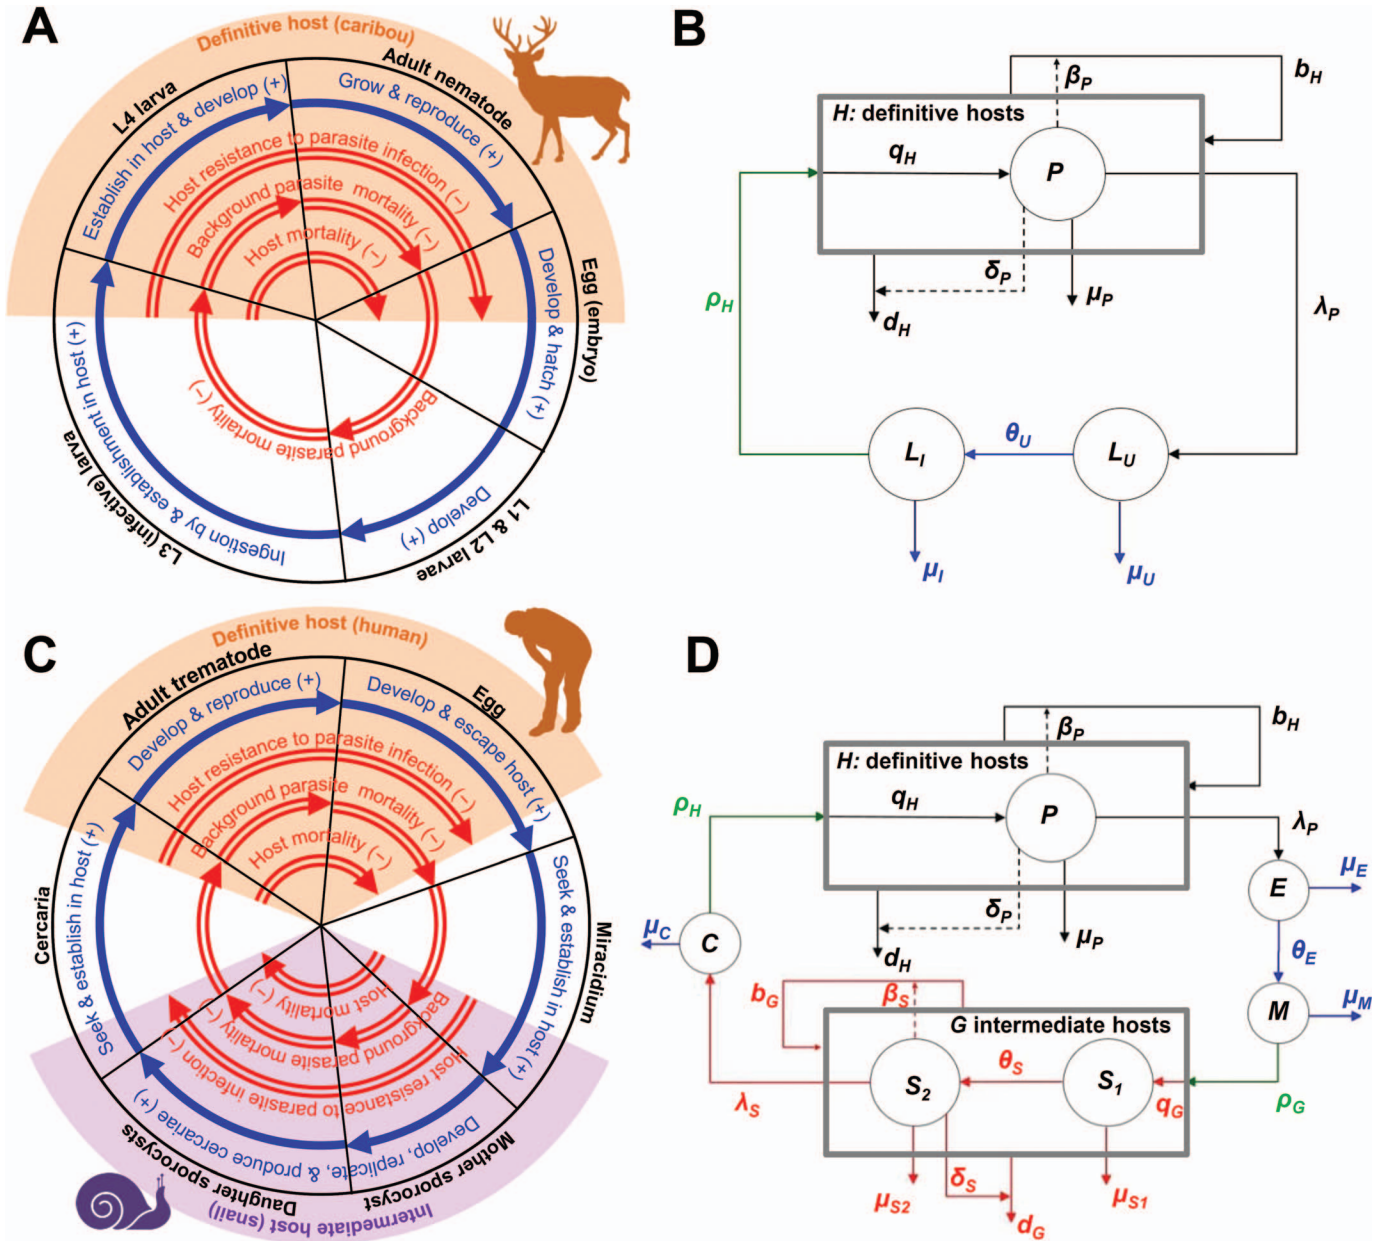 A
Definitive host (caribou)
L4 larva
Adult nematode
Egg (embryo)
L1 & L2 larvae
L3 (infective) larva
Establish in host & develop (+)
Grow & reproduce (+)
Develop & hatch (+)
Develop (+)
Ingestion by & establishment in host (+)
Host resistance to parasite infection (−)
Background parasite mortality (−)
Host mortality (−)
Background parasite mortality (−)
B
β_P
b_H
H: definitive hosts
q_H
P
δ_P
μ_P
d_H
ρ_H
λ_P
θ_U
L_I
L_U
μ_I
μ_U
C
Definitive host (human)
Adult trematode
Egg
Miracidium
Mother sporocyst
Daughter sporocysts
Cercaria
Intermediate host (snail)
Develop & reproduce (+)
Develop & escape host (+)
Seek & establish in host (+)
Develop, replicate, & produce cercariae (+)
Seek & establish in host (+)
Host resistance to parasite infection (−)
Background parasite mortality (−)
Host mortality (−)
Host mortality (−)
Background parasite mortality (−)
Host resistance to parasite infection (−)
D
β_P
b_H
H: definitive hosts
ρ_H
q_H
P
λ_P
E
μ_E
δ_P
μ_P
d_H
μ_C
C
θ_E
M
μ_M
b_G
β_S
G intermediate hosts
θ_S
S_2
S_1
q_G
ρ_G
λ_S
μ_S2
δ_S
d_G
μ_S1